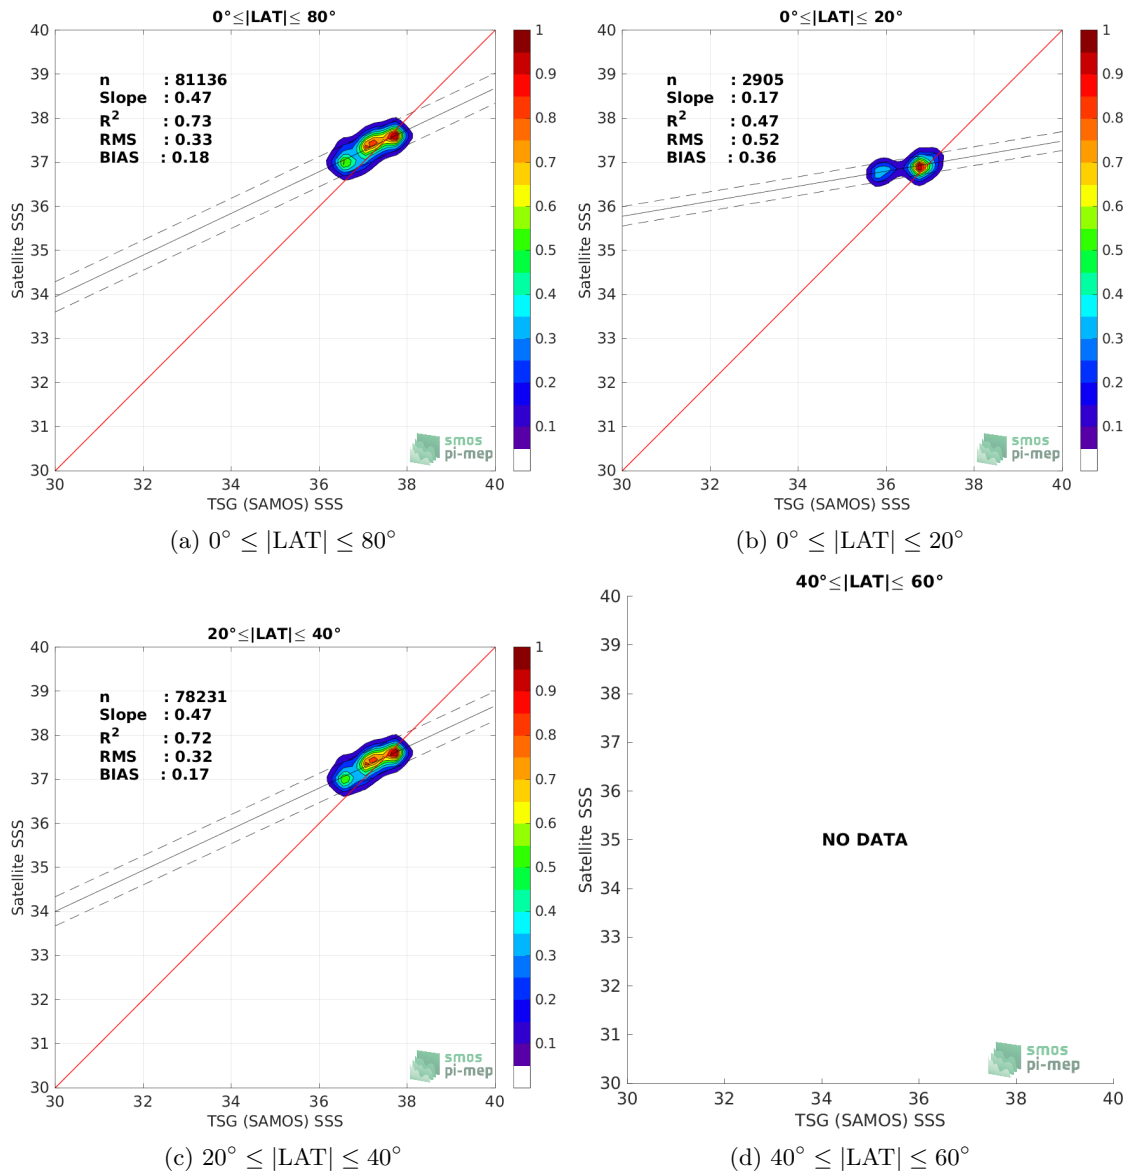 0°≤|LAT|≤ 80°
40
39
38
37
36
35
34
33
32
31
30
Satellite SSS
n : 81136
Slope : 0.47
R² : 0.73
RMS : 0.33
BIAS : 0.18
smos
pi-mep
30 32 34 36 38 40
TSG (SAMOS) SSS
1
0.9
0.8
0.7
0.6
0.5
0.4
0.3
0.2
0.1
(a) 0° ≤ |LAT| ≤ 80°
0°≤|LAT|≤ 20°
40
39
38
37
36
35
34
33
32
31
30
Satellite SSS
n : 2905
Slope : 0.17
R² : 0.47
RMS : 0.52
BIAS : 0.36
smos
pi-mep
30 32 34 36 38 40
TSG (SAMOS) SSS
1
0.9
0.8
0.7
0.6
0.5
0.4
0.3
0.2
0.1
(b) 0° ≤ |LAT| ≤ 20°
20°≤|LAT|≤ 40°
40
39
38
37
36
35
34
33
32
31
30
Satellite SSS
n : 78231
Slope : 0.47
R² : 0.72
RMS : 0.32
BIAS : 0.17
smos
pi-mep
30 32 34 36 38 40
TSG (SAMOS) SSS
1
0.9
0.8
0.7
0.6
0.5
0.4
0.3
0.2
0.1
(c) 20° ≤ |LAT| ≤ 40°
40°≤|LAT|≤ 60°
40
39
38
37
36
35
34
33
32
31
30
Satellite SSS
NO DATA
smos
pi-mep
30 32 34 36 38 40
TSG (SAMOS) SSS
(d) 40° ≤ |LAT| ≤ 60°